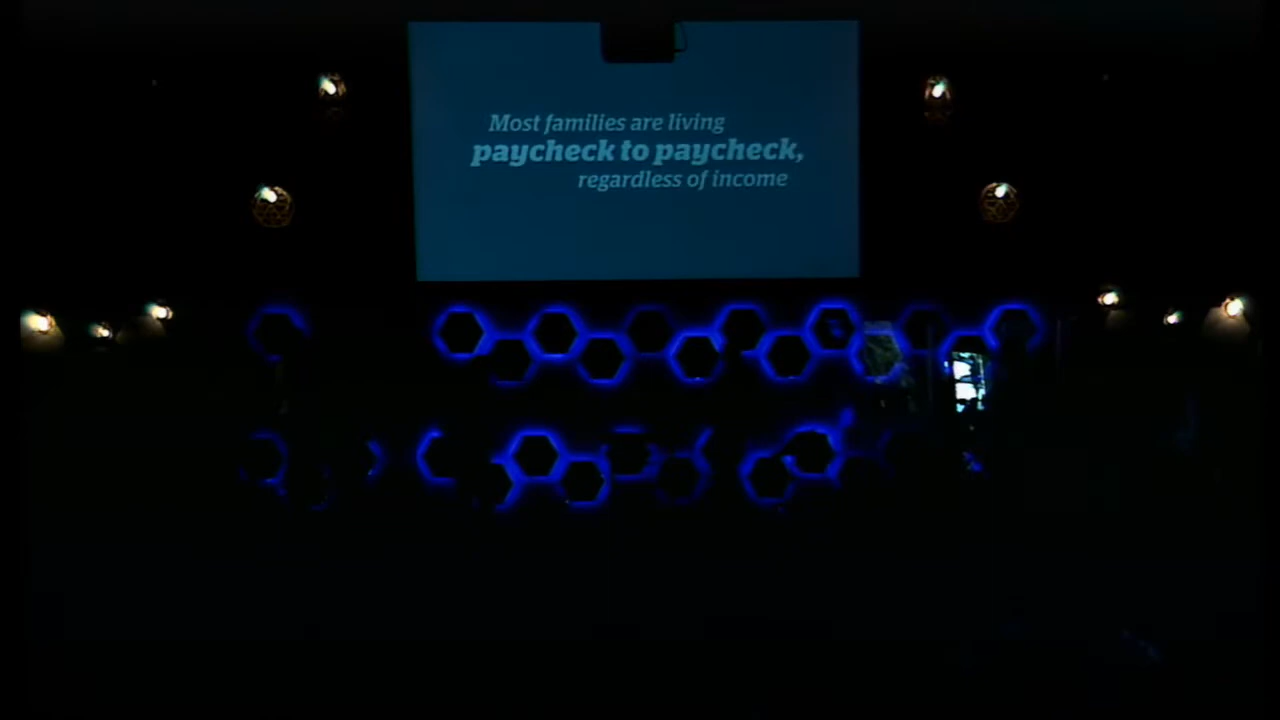 Most families are living
paycheck to paycheck,
regardless of income